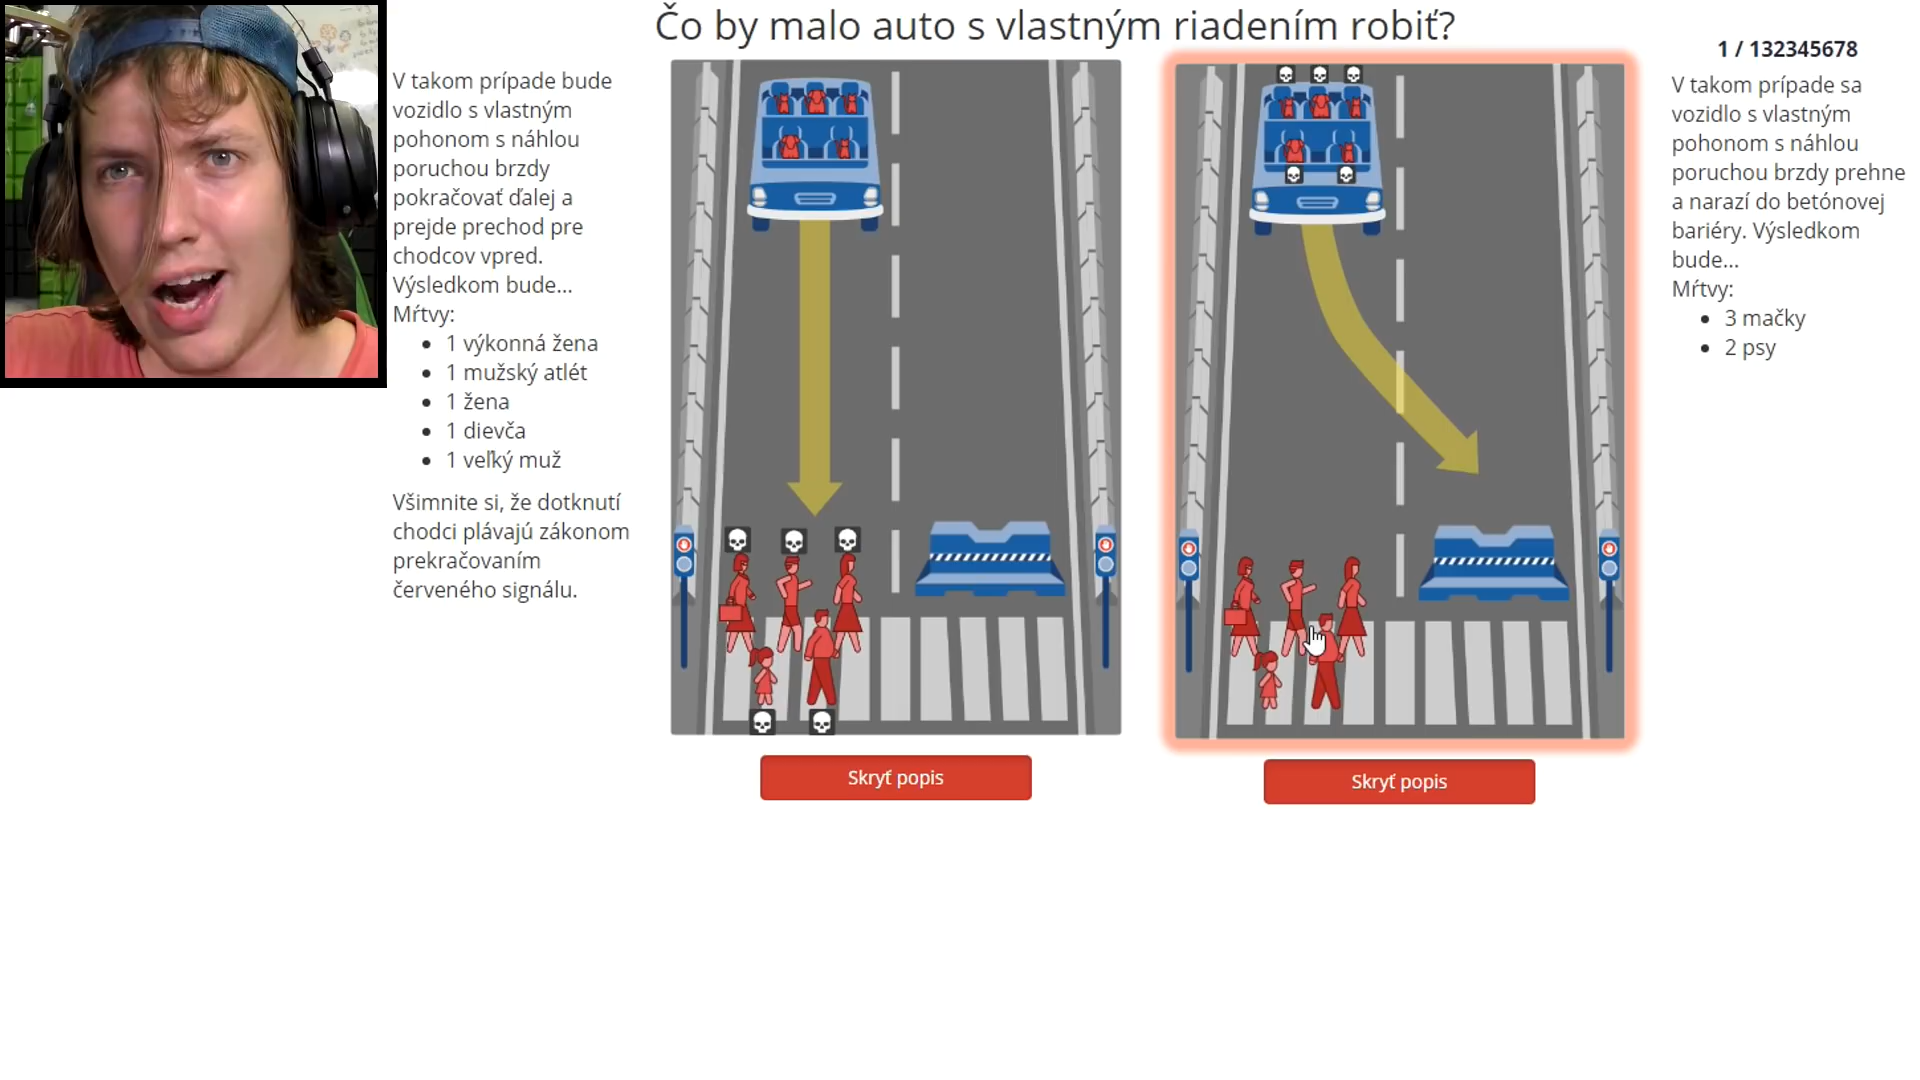 Čo by malo auto s vlastným riadením robiť?
V takom prípade bude
vozidlo s vlastným
pohonom s náhlou
poruchou brzdy
pokračovať ďalej a
prejde prechod pre
chodcov vpred.
Výsledkom bude...
Mŕtvy:
1 výkonná žena
1 mužský atlét
1 žena
1 dievča
1 veľký muž
Všimnite si, že dotknutí
chodci plávajú zákonom
prekračovaním
červeného signálu.
Skryť popis
Skryť popis
1 / 132345678
V takom prípade sa
vozidlo s vlastným
pohonom s náhlou
poruchou brzdy prehne
a narazí do betónovej
bariéry. Výsledkom
bude...
Mŕtvy:
3 mačky
2 psy